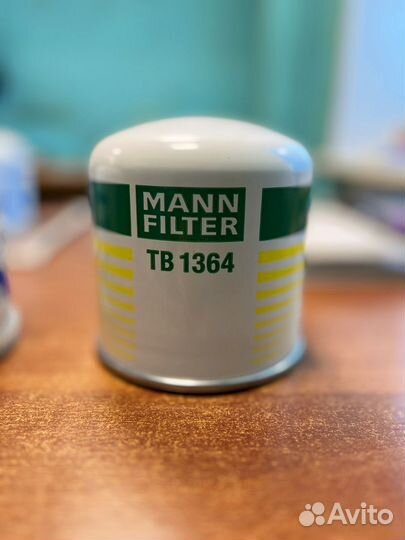 MANN
FILTER
TB 1364
Avito